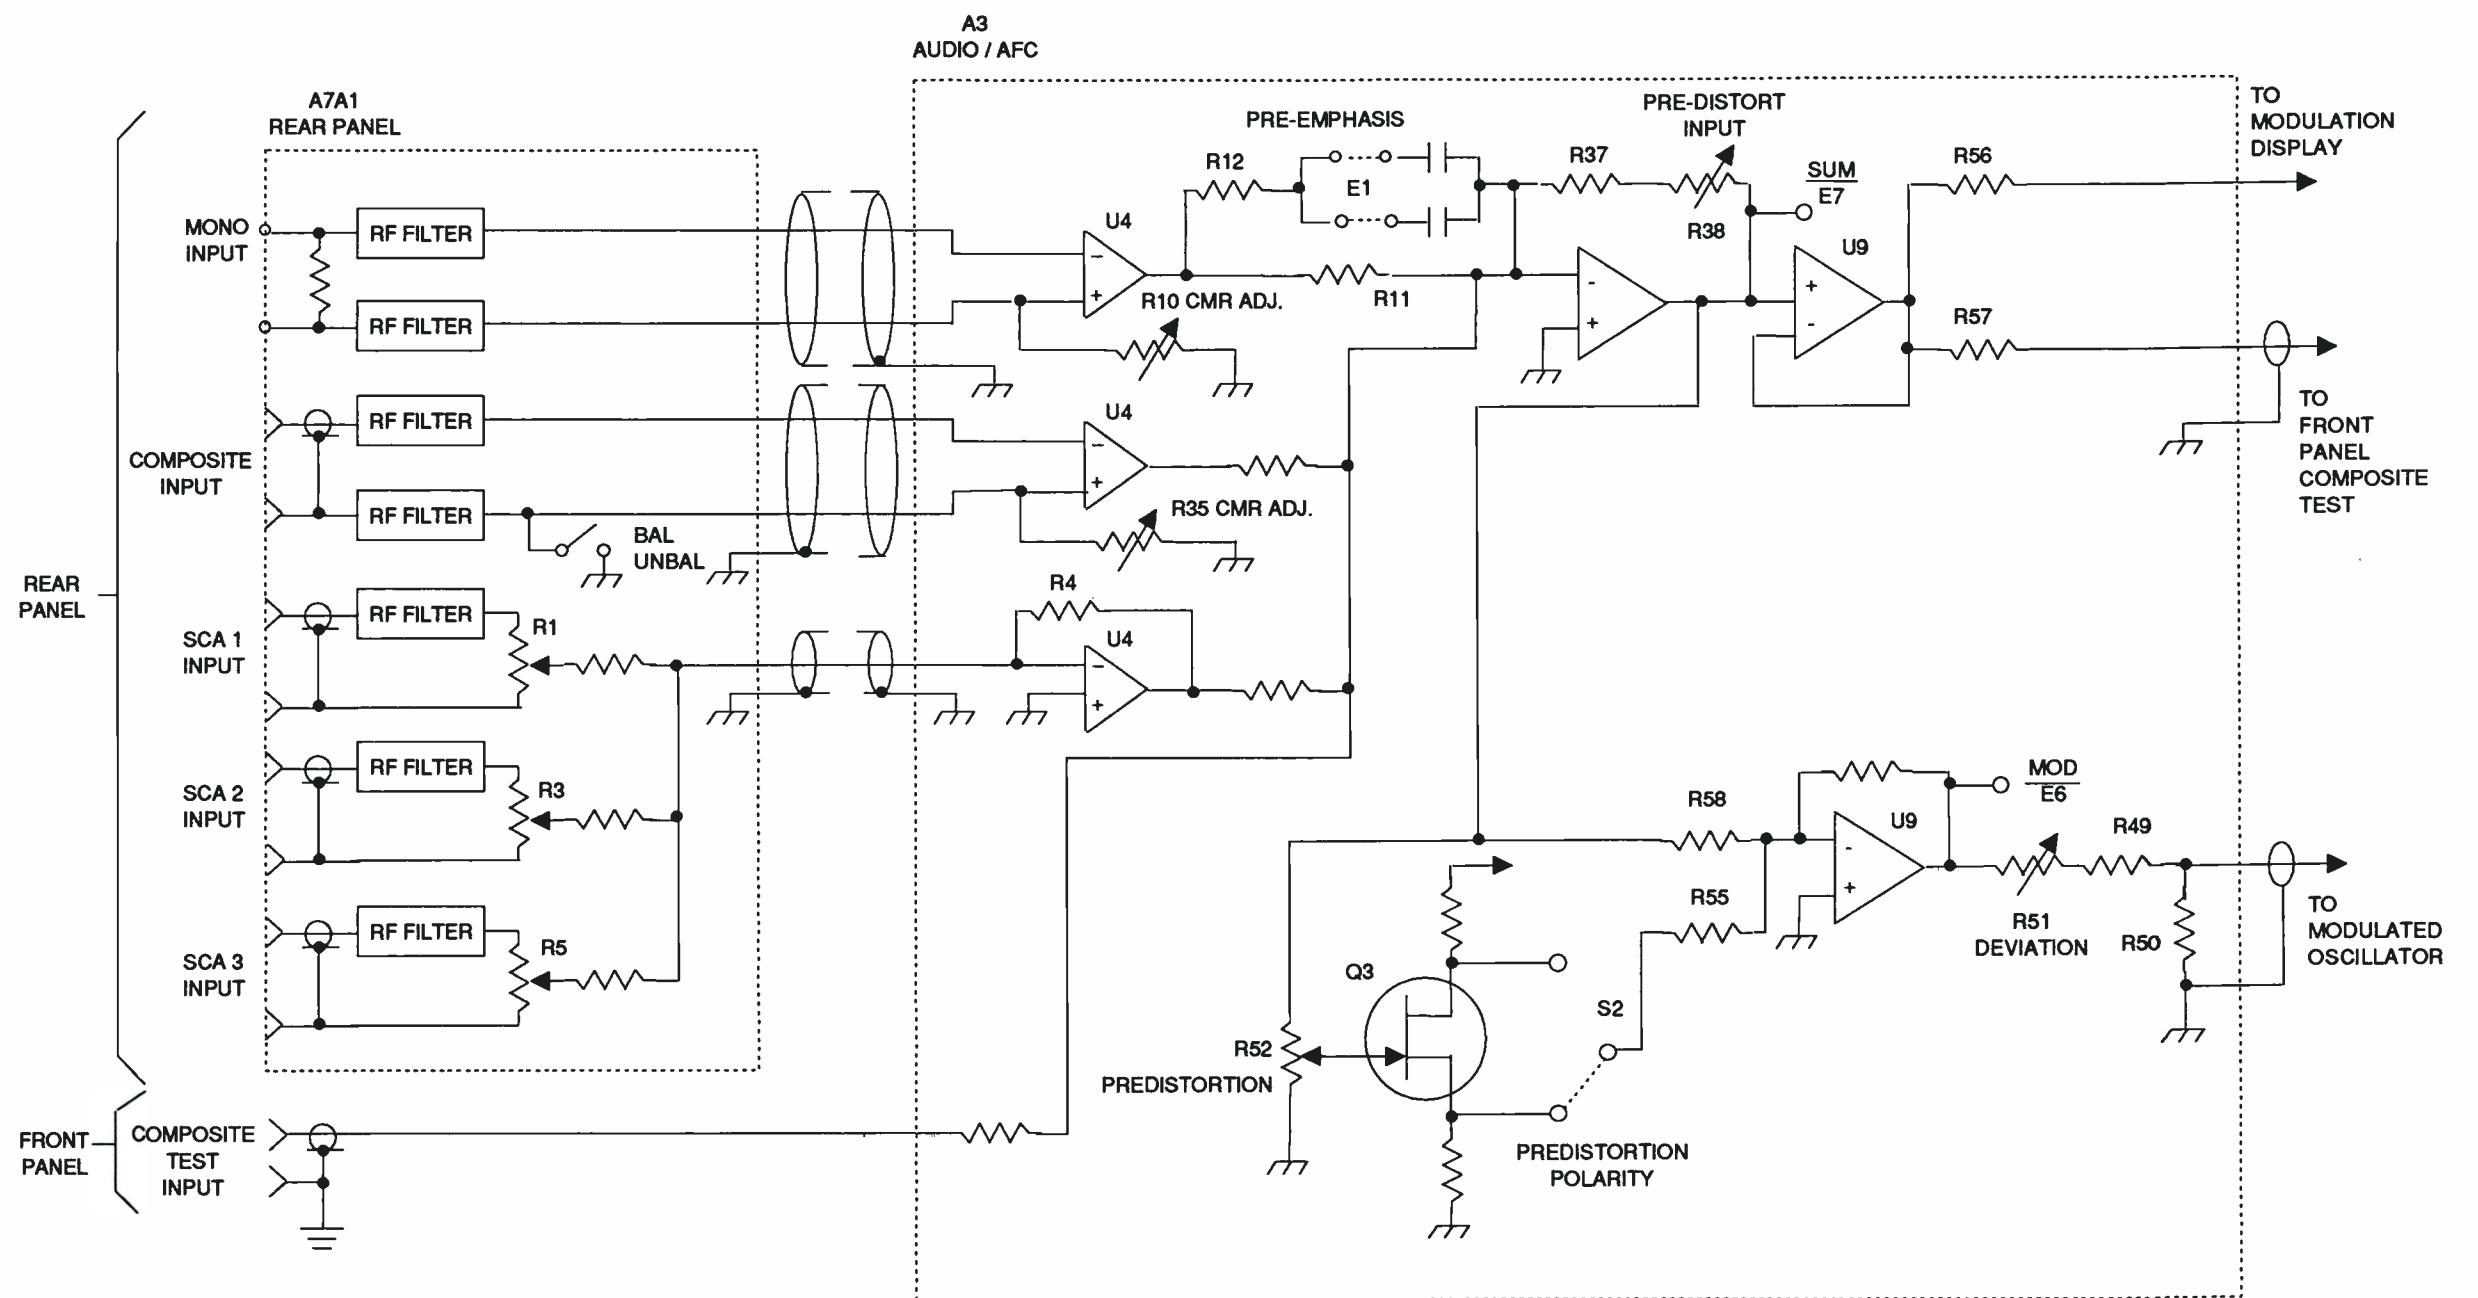 A3
AUDIO / AFC
A7A1
REAR PANEL
MONO
INPUT
RF FILTER
RF FILTER
COMPOSITE
INPUT
RF FILTER
RF FILTER
BAL
UNBAL
REAR
PANEL
SCA 1
INPUT
RF FILTER
R1
SCA 2
INPUT
RF FILTER
R3
SCA 3
INPUT
RF FILTER
R5
FRONT
PANEL
COMPOSITE
TEST
INPUT
PRE-EMPHASIS
R12
E1
U4
-
+
R10 CMR ADJ.
R11
PRE-DISTORT
INPUT
R37
R38
SUM
E7
-
+
U9
+
-
R56
R57
TO
MODULATION
DISPLAY
TO
FRONT
PANEL
COMPOSITE
TEST
U4
-
+
R35 CMR ADJ.
R4
U4
-
+
R58
R55
U9
-
+
MOD
E6
R49
R51
DEVIATION
R50
TO
MODULATED
OSCILLATOR
Q3
S2
R52
PREDISTORTION
PREDISTORTION
POLARITY